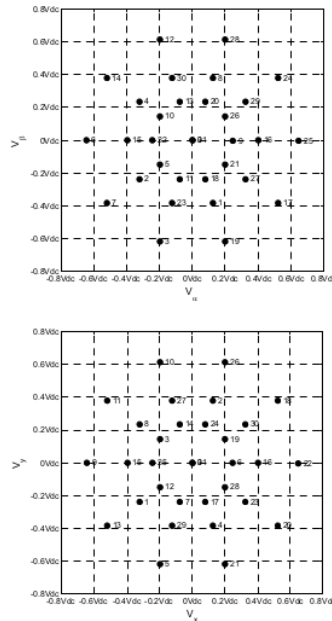 0.8Vdc
12 28
0.6Vdc
14 30 8 24
0.4Vdc
4 13 20 29
0.2Vdc
10 26
0Vdc 6 15 22 9 16 25
5 21
-0.2Vdc
2 11 18 27
7 23 1 17
-0.4Vdc
3 19
-0.6Vdc
-0.8Vdc
-0.8Vdc -0.6Vdc -0.4Vdc -0.2Vdc 0Vdc 0.2Vdc 0.4Vdc 0.6Vdc 0.8Vdc
Vβ
Vα
0.8Vdc
10 26
0.6Vdc
11 27 2 18
0.4Vdc
8 14 24 30
0.2Vdc
3 19
0Vdc 9 15 6 16 22
12 28
-0.2Vdc
1 7 17 23
13 29 4 20
-0.4Vdc
5 21
-0.6Vdc
-0.8Vdc
-0.8Vdc -0.6Vdc -0.4Vdc -0.2Vdc 0Vdc 0.2Vdc 0.4Vdc 0.6Vdc 0.8Vdc
Vy
Vx